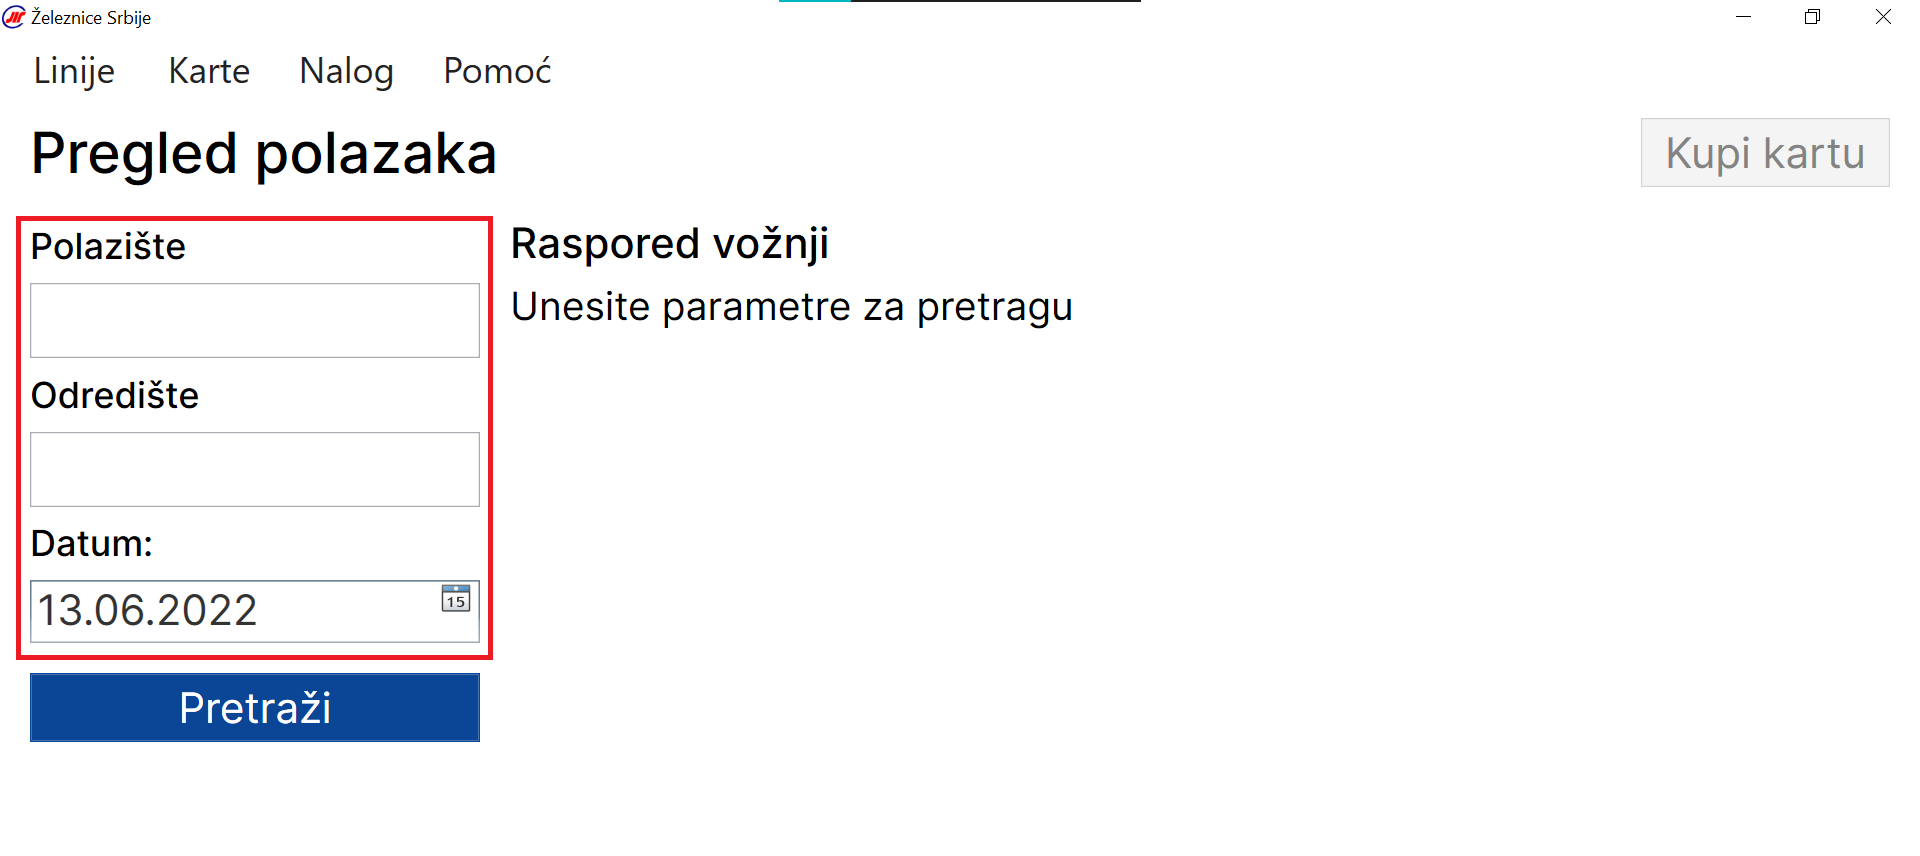 Železnice Srbije
Linije Karte Nalog Pomoć
Pregled polazaka
Kupi kartu
Polazište
Raspored vožnji
Unesite parametre za pretragu
Odredište
Datum:
13.06.2022
15
Pretraži